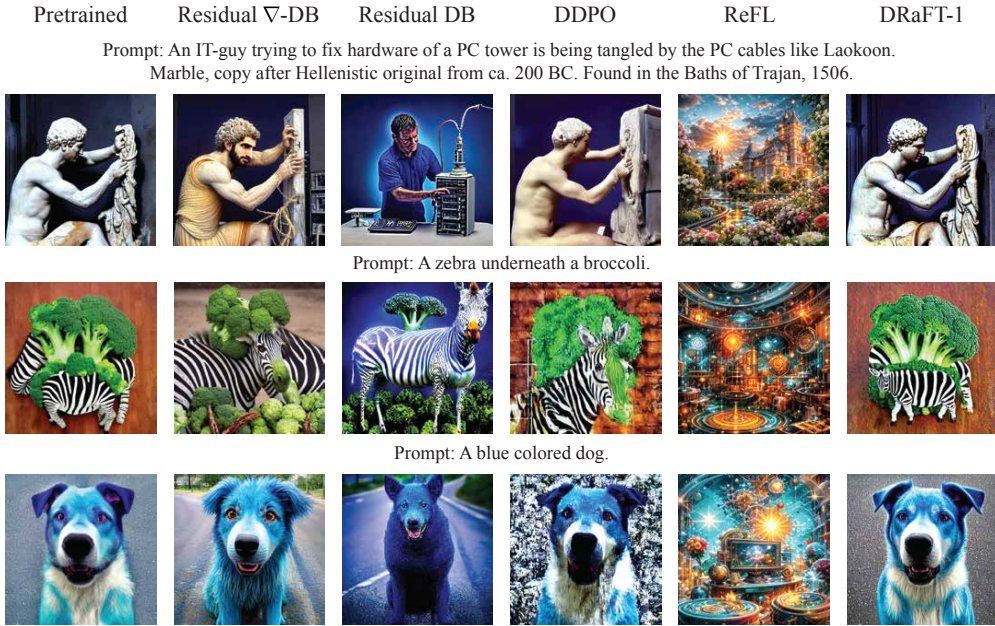 Pretrained Residual ∇-DB Residual DB DDPO ReFL DRaFT-1
Prompt: An IT-guy trying to fix hardware of a PC tower is being tangled by the PC cables like Laokoon.
Marble, copy after Hellenistic original from ca. 200 BC. Found in the Baths of Trajan, 1506.
Prompt: A zebra underneath a broccoli.
Prompt: A blue colored dog.